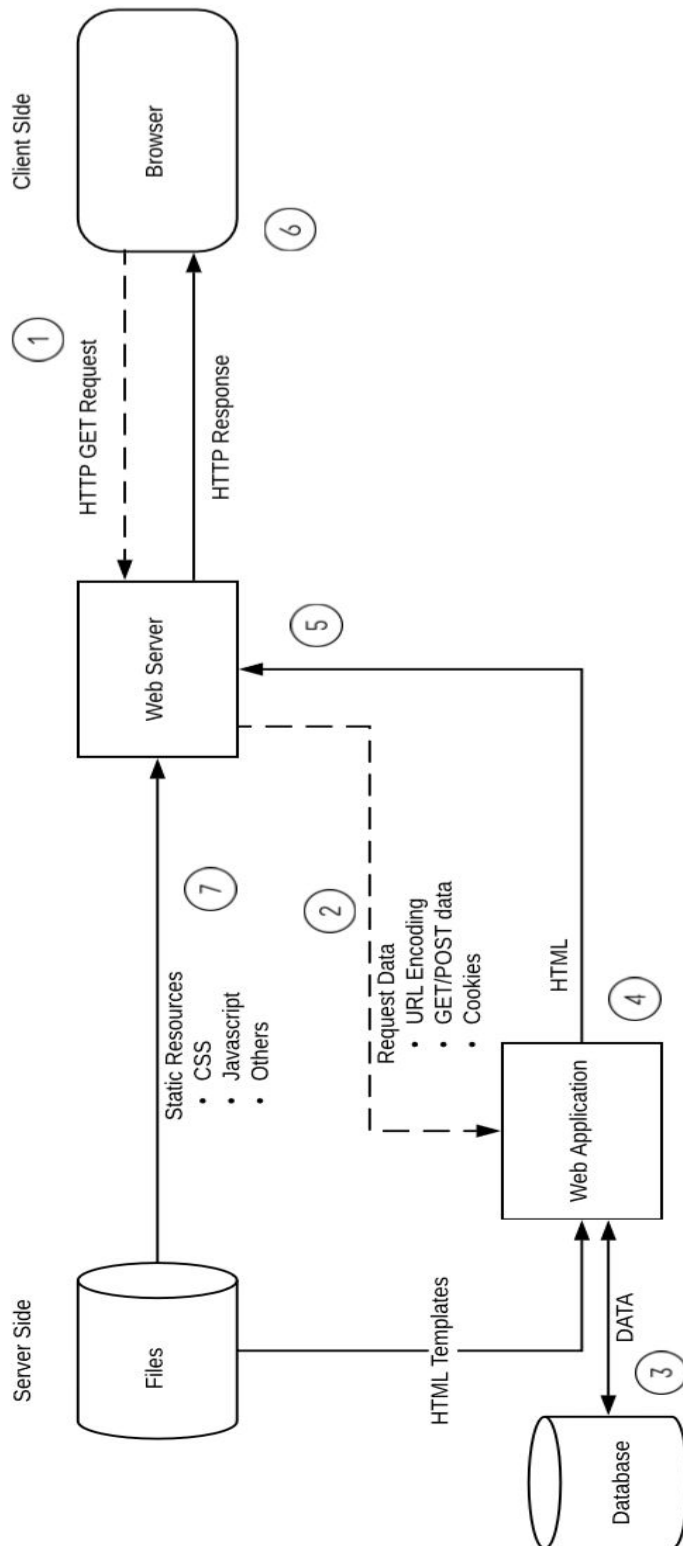 Server Side
Client SIde
Files
Static Resources
• CSS
• Javascript
• Others
7
Web Server
1
HTTP GET Request
HTTP Response
Browser
6
5
2
Request Data
• URL Encoding
• GET/POST data
• Cookies
HTML Templates
HTML
4
Web Application
DATA
3
Database